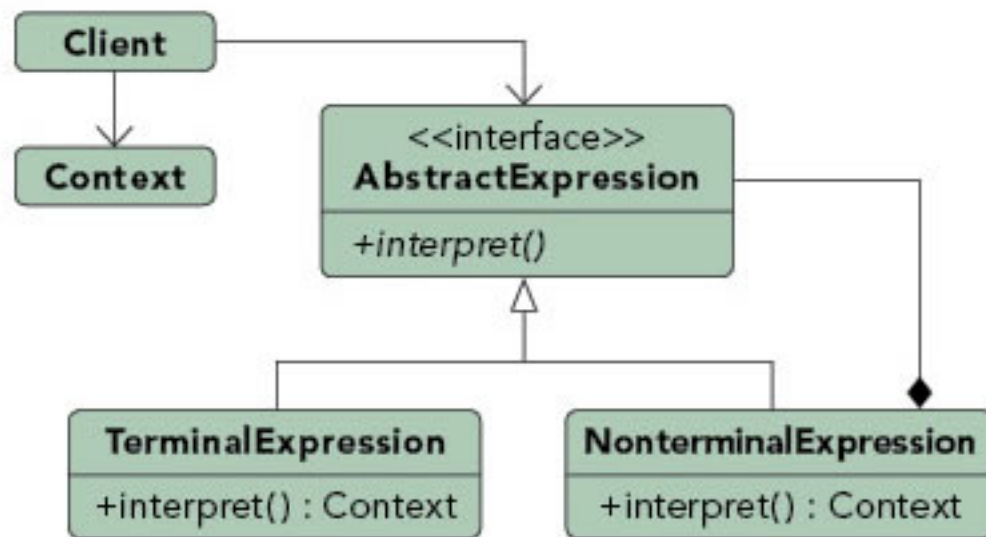 Client
Context
<<interface>>
AbstractExpression
+interpret()
TerminalExpression
+interpret() : Context
NonterminalExpression
+interpret() : Context